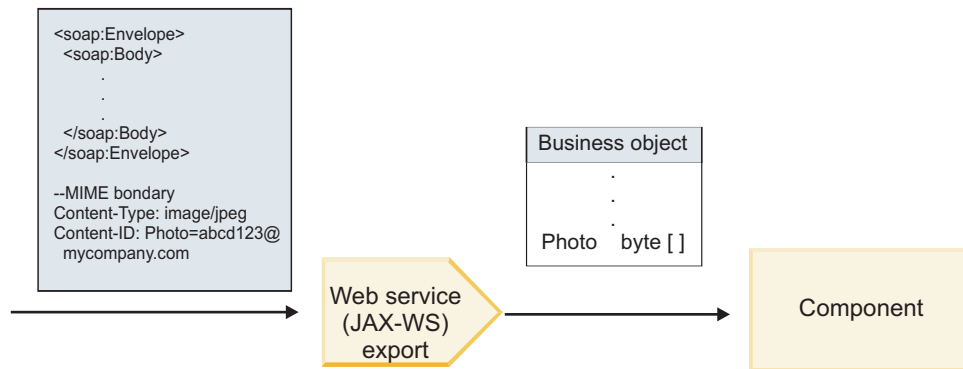 <soap:Envelope>
<soap:Body>
.
.
.
</soap:Body>
</soap:Envelope>
--MIME bondary
Content-Type: image/jpeg
Content-ID: Photo=abcd123@
mycompany.com
Web service
(JAX-WS)
export
Business object
.
.
.
Photo byte [ ]
Component